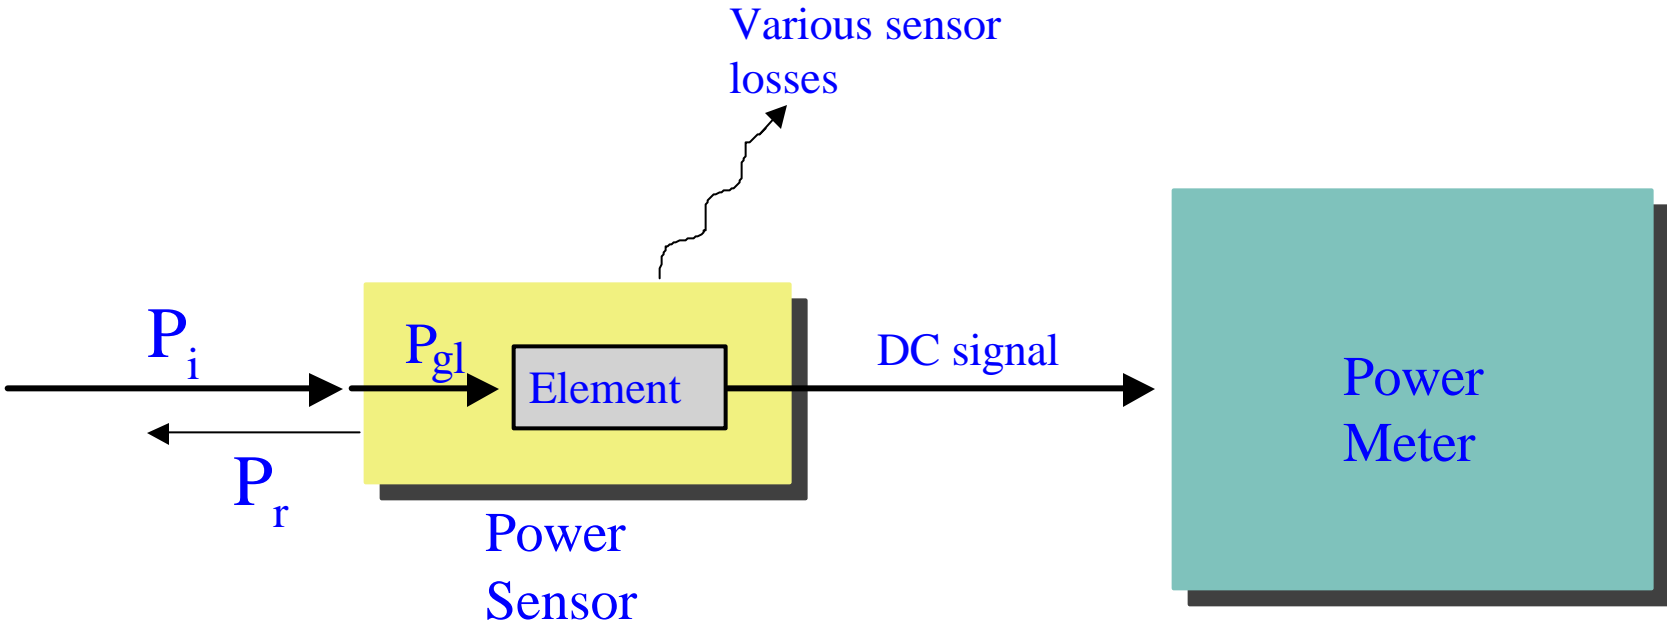 Various sensor
losses
Pi
Pgl
Element
DC signal
Power
Meter
Pr
Power
Sensor